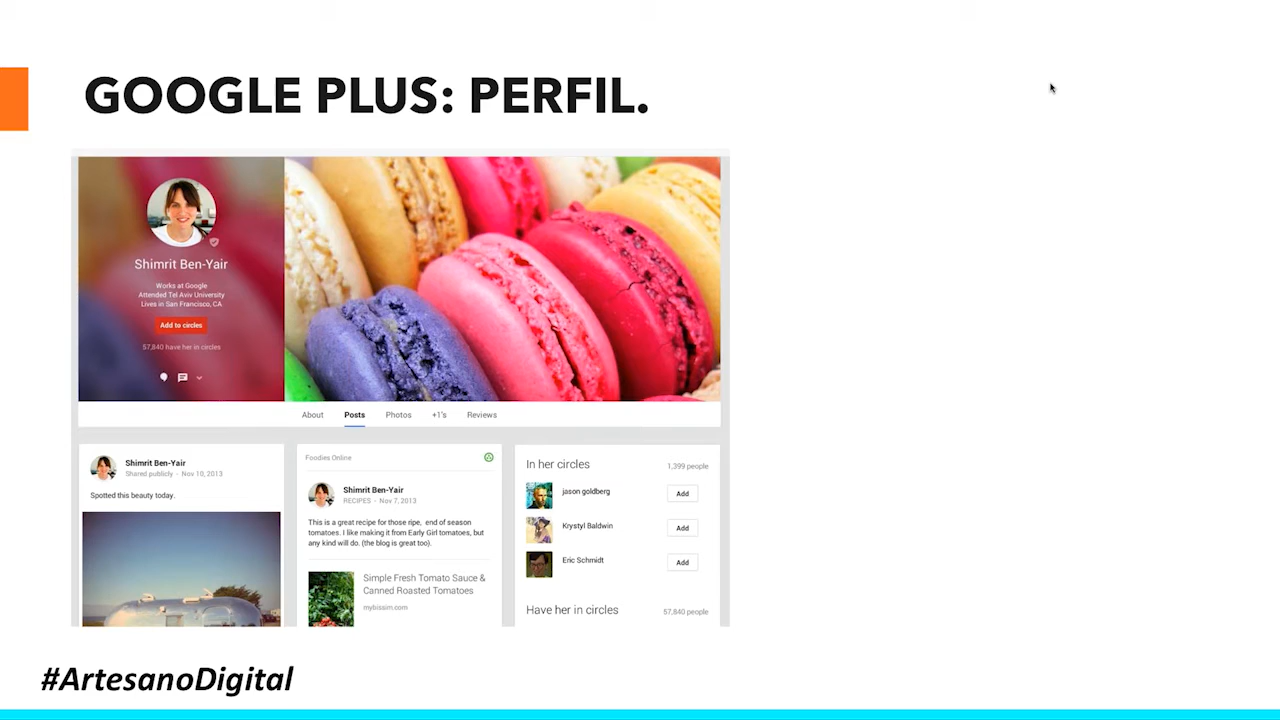 GOOGLE PLUS: PERFIL.
Shimrit Ben-Yair
Works at Google
Attended Tel Aviv University
Lives in San Francisco, CA
Add to circles
57,840 have her in circles
About Posts Photos +1's Reviews
Shimrit Ben-Yair
Shared publicly - Nov 10, 2013
Spotted this beauty today.
Foodies Online
Shimrit Ben-Yair
RECIPES - Nov 7, 2013
This is a great recipe for those ripe, end of season
tomatoes. I like making it from Early Girl tomatoes, but
any kind will do. (the blog is great too).
Simple Fresh Tomato Sauce &
Canned Roasted Tomatoes
mybissim.com
In her circles 1,399 people
jason goldberg Add
Krystyl Baldwin Add
Eric Schmidt Add
Have her in circles 57,840 people
#ArtesanoDigital